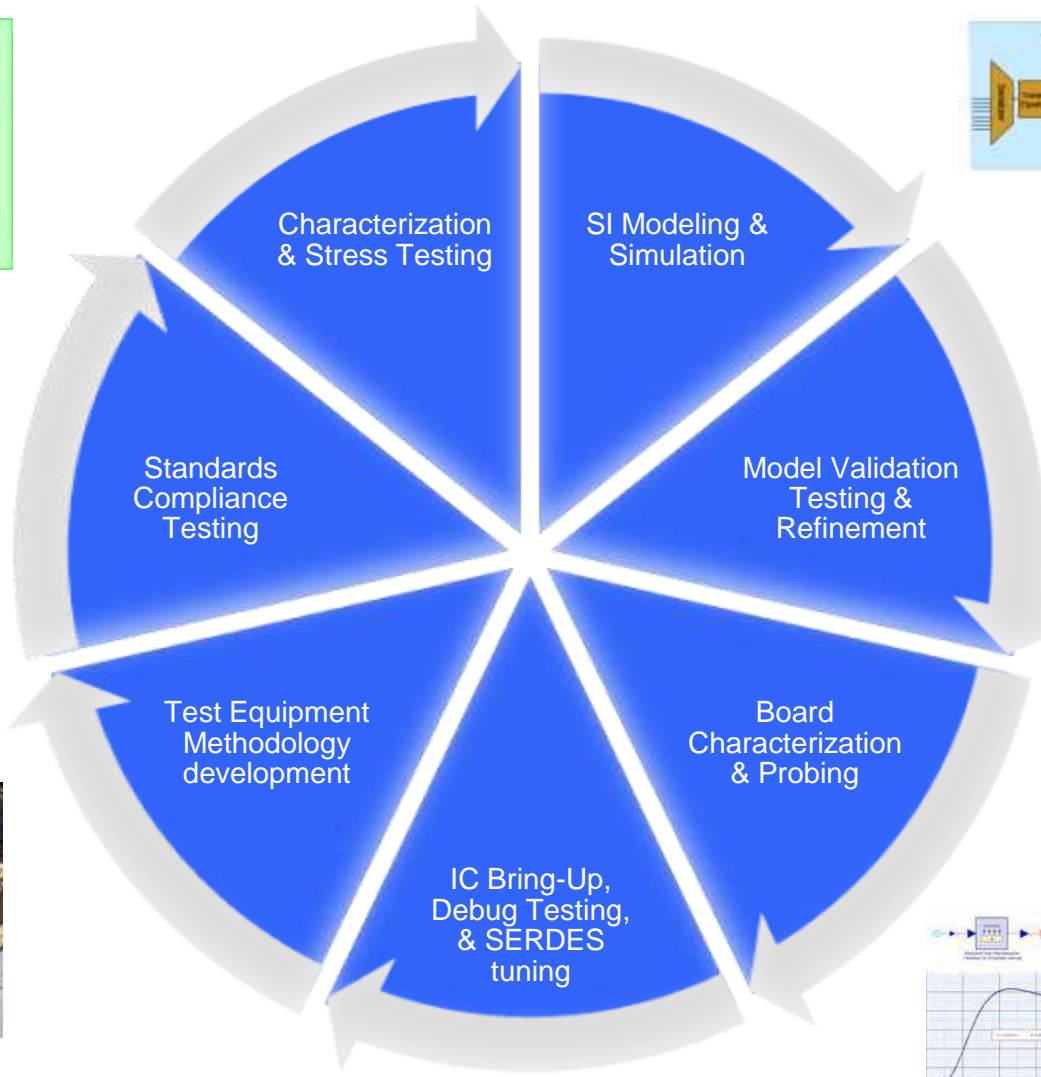 Characterization
& Stress Testing
SI Modeling &
Simulation
Model Validation
Testing &
Refinement
Board
Characterization
& Probing
IC Bring-Up,
Debug Testing,
& SERDES
tuning
Test Equipment
Methodology
development
Standards
Compliance
Testing